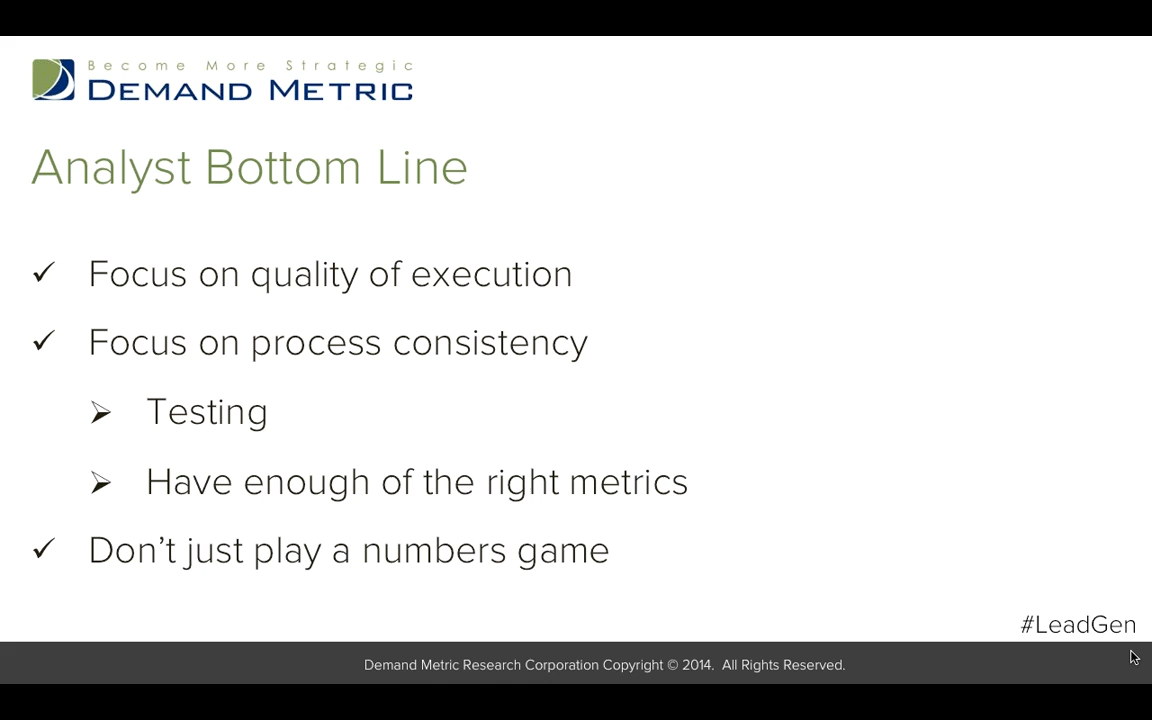 Become More Strategic
DEMAND METRIC
Analyst Bottom Line
✓ Focus on quality of execution
✓ Focus on process consistency
➢ Testing
➢ Have enough of the right metrics
✓ Don’t just play a numbers game
#LeadGen
Demand Metric Research Corporation Copyright © 2014. All Rights Reserved.